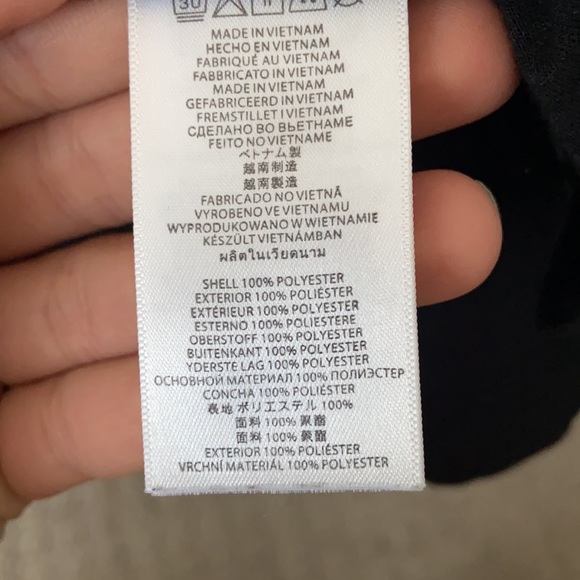 30
MADE IN VIETNAM
HECHO EN VIETNAM
FABRIQUÉ AU VIETNAM
FABBRICATO IN VIETNAM
MADE IN VIETNAM
GEFABRICEERD IN VIETNAM
FREMSTILLET I VIETNAM
СДЕЛАНО ВО ВЬЕТНАМЕ
FEITO NO VIETNAME
ベトナム製
越南制造
越南製造
FABRICADO NO VIETNÃ
VYROBENO VE VIETNAMU
WYPRODUKOWANO W WIETNAMIE
KÉSZÜLT VIETNÁMBAN
ผลิตในเวียดนาม
SHELL 100% POLYESTER
EXTERIOR 100% POLIÉSTER
EXTÉRIEUR 100% POLYESTER
ESTERNO 100% POLIESTERE
OBERSTOFF 100% POLYESTER
BUITENKANT 100% POLYESTER
YDERSTE LAG 100% POLYESTER
ОСНОВНОЙ МАТЕРИАЛ 100% ПОЛИЭСТЕР
CONCHA 100% POLIÉSTER
表地 ポリエステル 100%
面料 100% 聚酯
面料 100% 聚酯
EXTERIOR 100% POLIÉSTER
VRCHNÍ MATERIÁL 100% POLYESTER